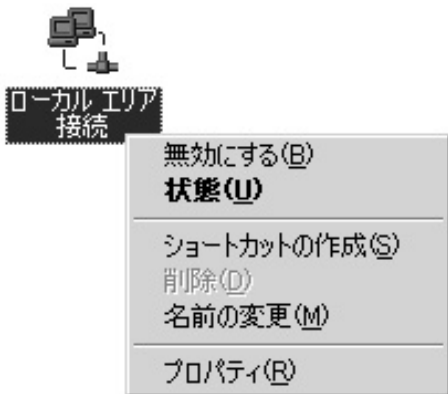 ローカル エリア
接続
無効にする(B)
状態(U)
ショートカットの作成(S)
削除(D)
名前の変更(M)
プロパティ(R)